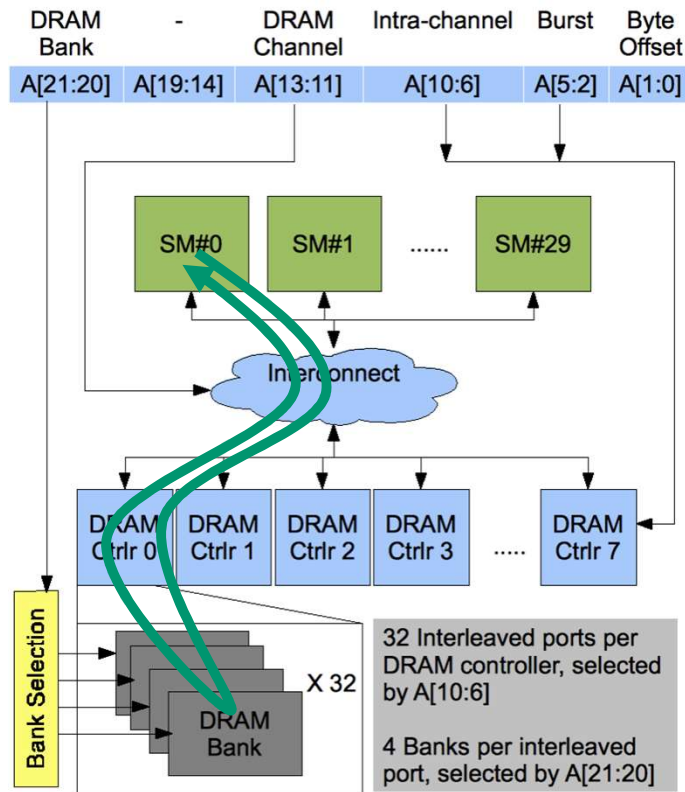 DRAM Bank
-
DRAM Channel
Intra-channel
Burst
Byte Offset
A[21:20]
A[19:14]
A[13:11]
A[10:6]
A[5:2]
A[1:0]
SM#0
SM#1
......
SM#29
Interconnect
DRAM Ctrlr 0
DRAM Ctrlr 1
DRAM Ctrlr 2
DRAM Ctrlr 3
.....
DRAM Ctrlr 7
Bank Selection
DRAM Bank
X 32
32 Interleaved ports per
DRAM controller, selected
by A[10:6]
4 Banks per interleaved
port, selected by A[21:20]